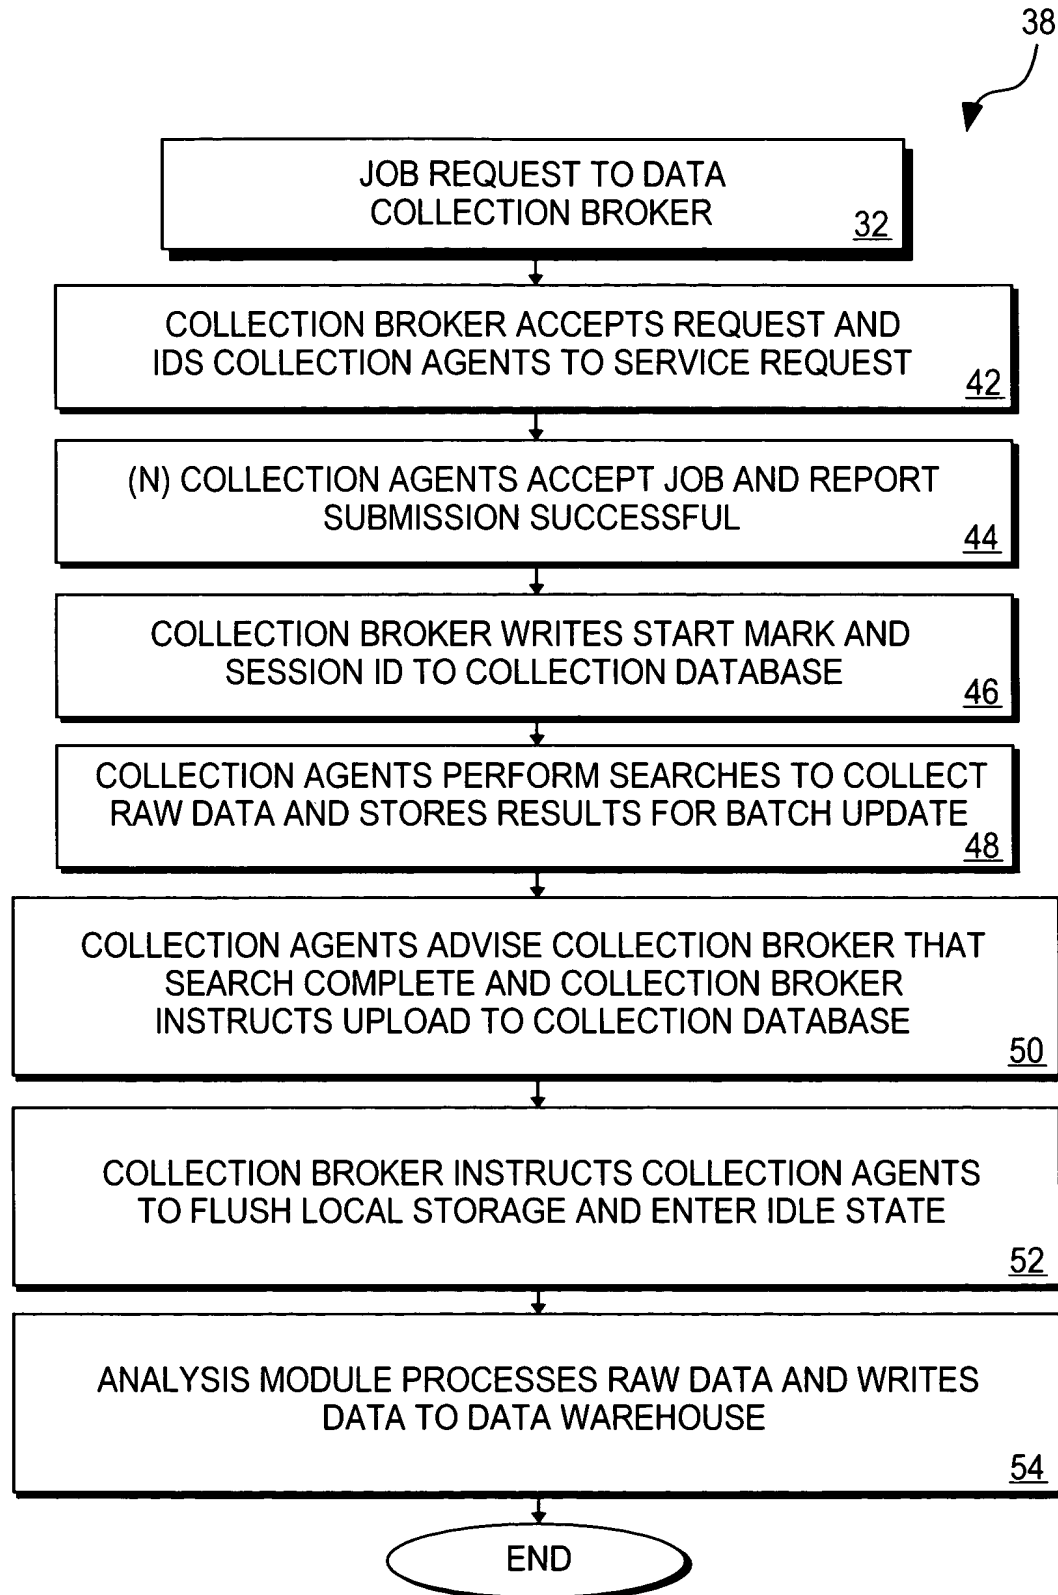 38
JOB REQUEST TO DATA
COLLECTION BROKER
32
COLLECTION BROKER ACCEPTS REQUEST AND
IDS COLLECTION AGENTS TO SERVICE REQUEST
42
(N) COLLECTION AGENTS ACCEPT JOB AND REPORT
SUBMISSION SUCCESSFUL
44
COLLECTION BROKER WRITES START MARK AND
SESSION ID TO COLLECTION DATABASE
46
COLLECTION AGENTS PERFORM SEARCHES TO COLLECT
RAW DATA AND STORES RESULTS FOR BATCH UPDATE
48
COLLECTION AGENTS ADVISE COLLECTION BROKER THAT
SEARCH COMPLETE AND COLLECTION BROKER
INSTRUCTS UPLOAD TO COLLECTION DATABASE
50
COLLECTION BROKER INSTRUCTS COLLECTION AGENTS
TO FLUSH LOCAL STORAGE AND ENTER IDLE STATE
52
ANALYSIS MODULE PROCESSES RAW DATA AND WRITES
DATA TO DATA WAREHOUSE
54
END